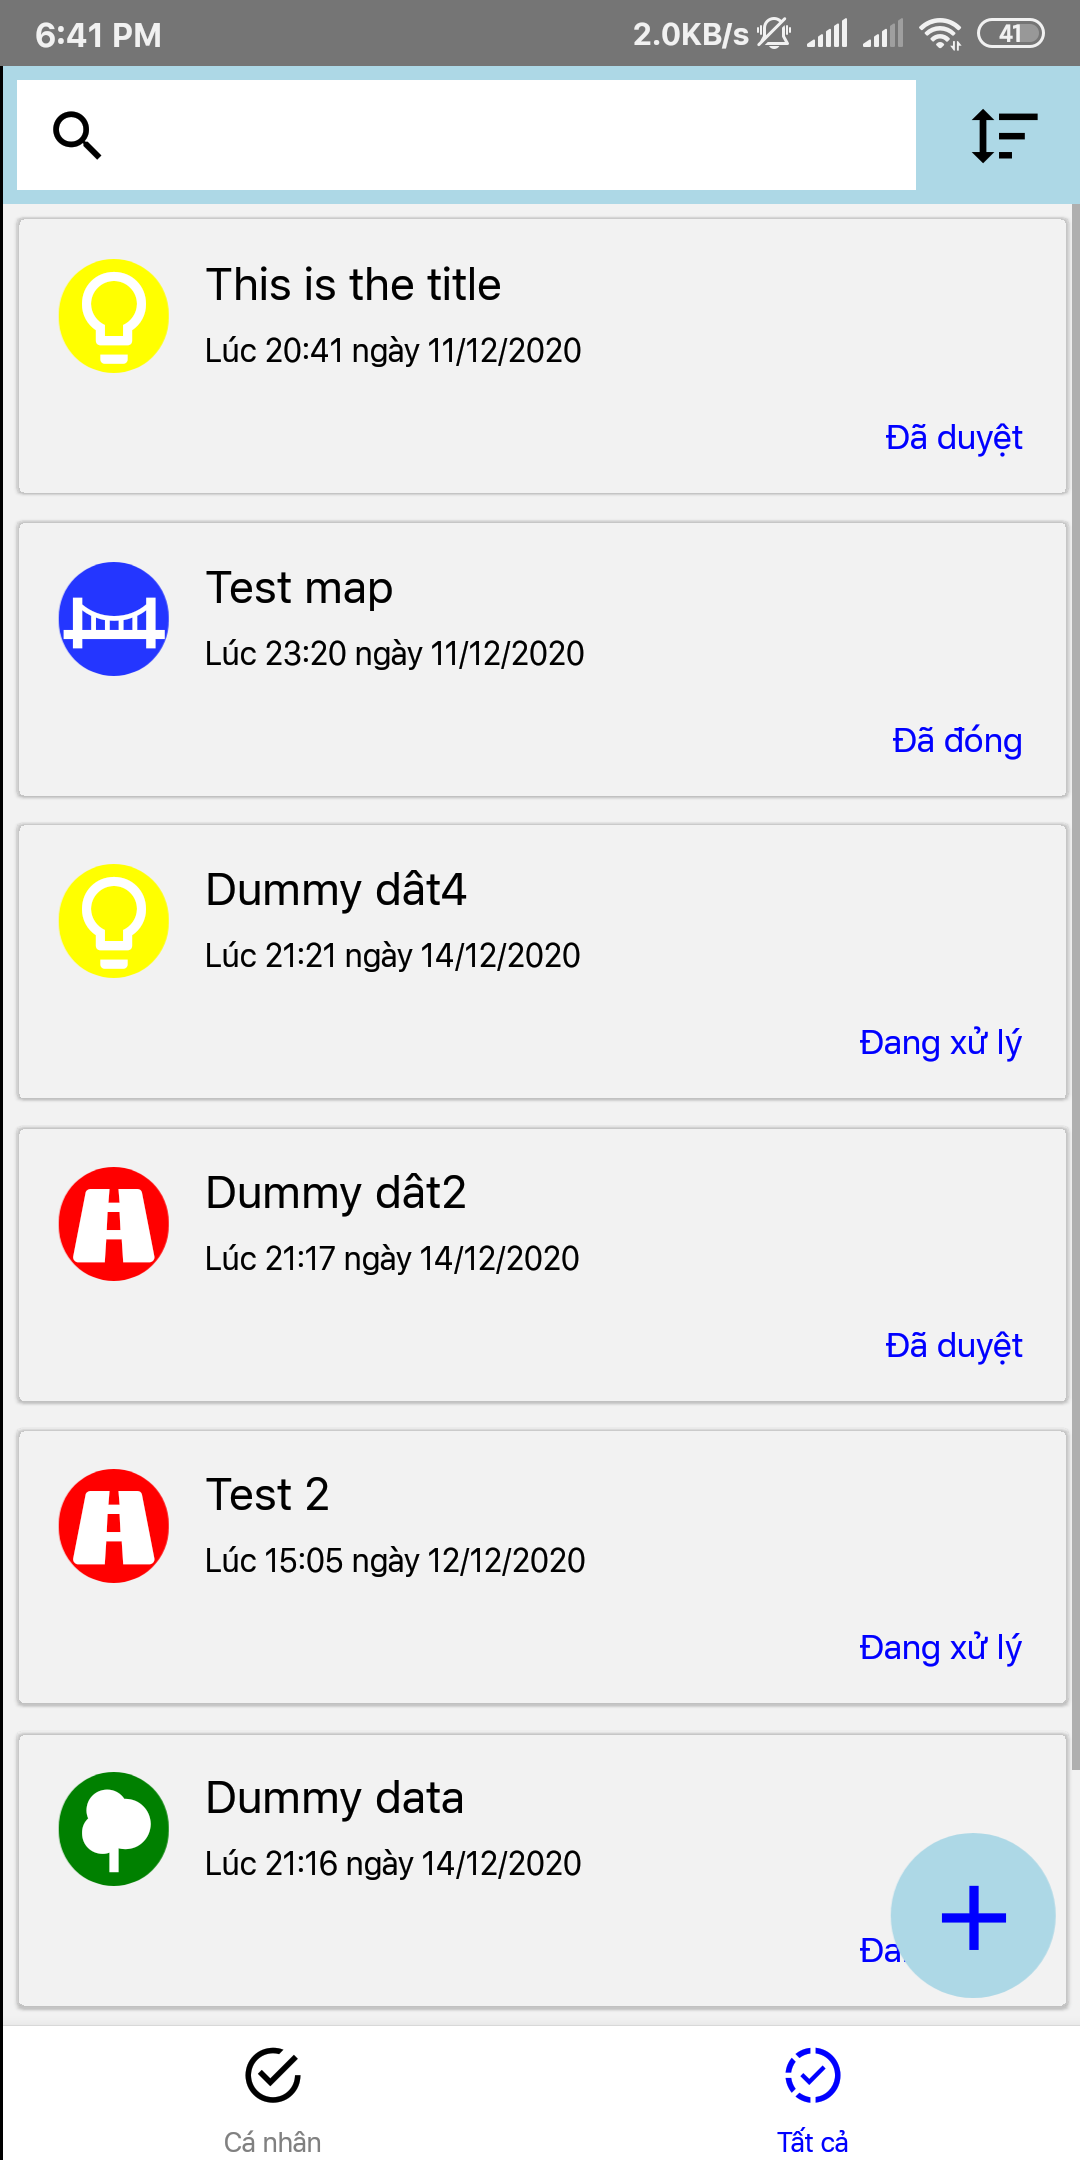 6:41 PM 2.0KB/s 41
This is the title
Lúc 20:41 ngày 11/12/2020
Đã duyệt
Test map
Lúc 23:20 ngày 11/12/2020
Đã đóng
Dummy dât4
Lúc 21:21 ngày 14/12/2020
Đang xử lý
Dummy dât2
Lúc 21:17 ngày 14/12/2020
Đã duyệt
Test 2
Lúc 15:05 ngày 12/12/2020
Đang xử lý
Dummy data
Lúc 21:16 ngày 14/12/2020
Cá nhân
Tất cả